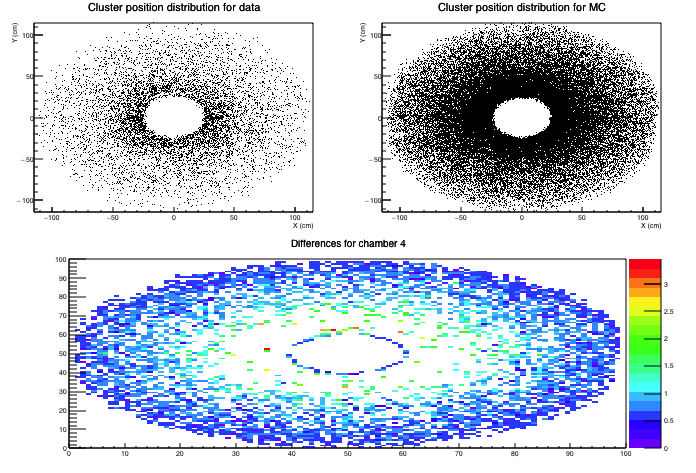 Cluster position distribution for data
Y (cm)
100
50
0
−50
−100
−100 −50 0 50 100
X (cm)
Cluster position distribution for MC
Y (cm)
100
50
0
−50
−100
−100 −50 0 50 100
X (cm)
Differences for chamber 4
100
90
80
70
60
50
40
30
20
10
0
0 10 20 30 40 50 60 70 80 90 100
3
2.5
2
1.5
1
0.5
0